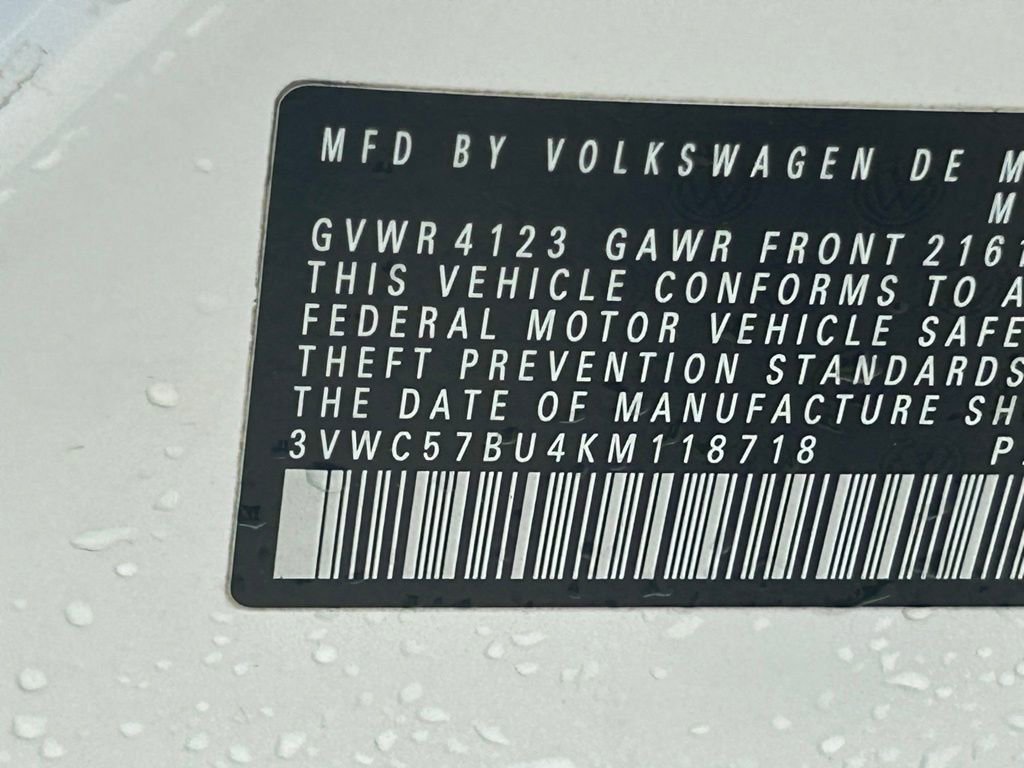 MFD BY VOLKSWAGEN DE M
M
GVWR 4123 GAWR FRONT 2161
THIS VEHICLE CONFORMS TO A
FEDERAL MOTOR VEHICLE SAFE
THEFT PREVENTION STANDARDS
THE DATE OF MANUFACTURE SH
3VWC57BU4KM118718 P